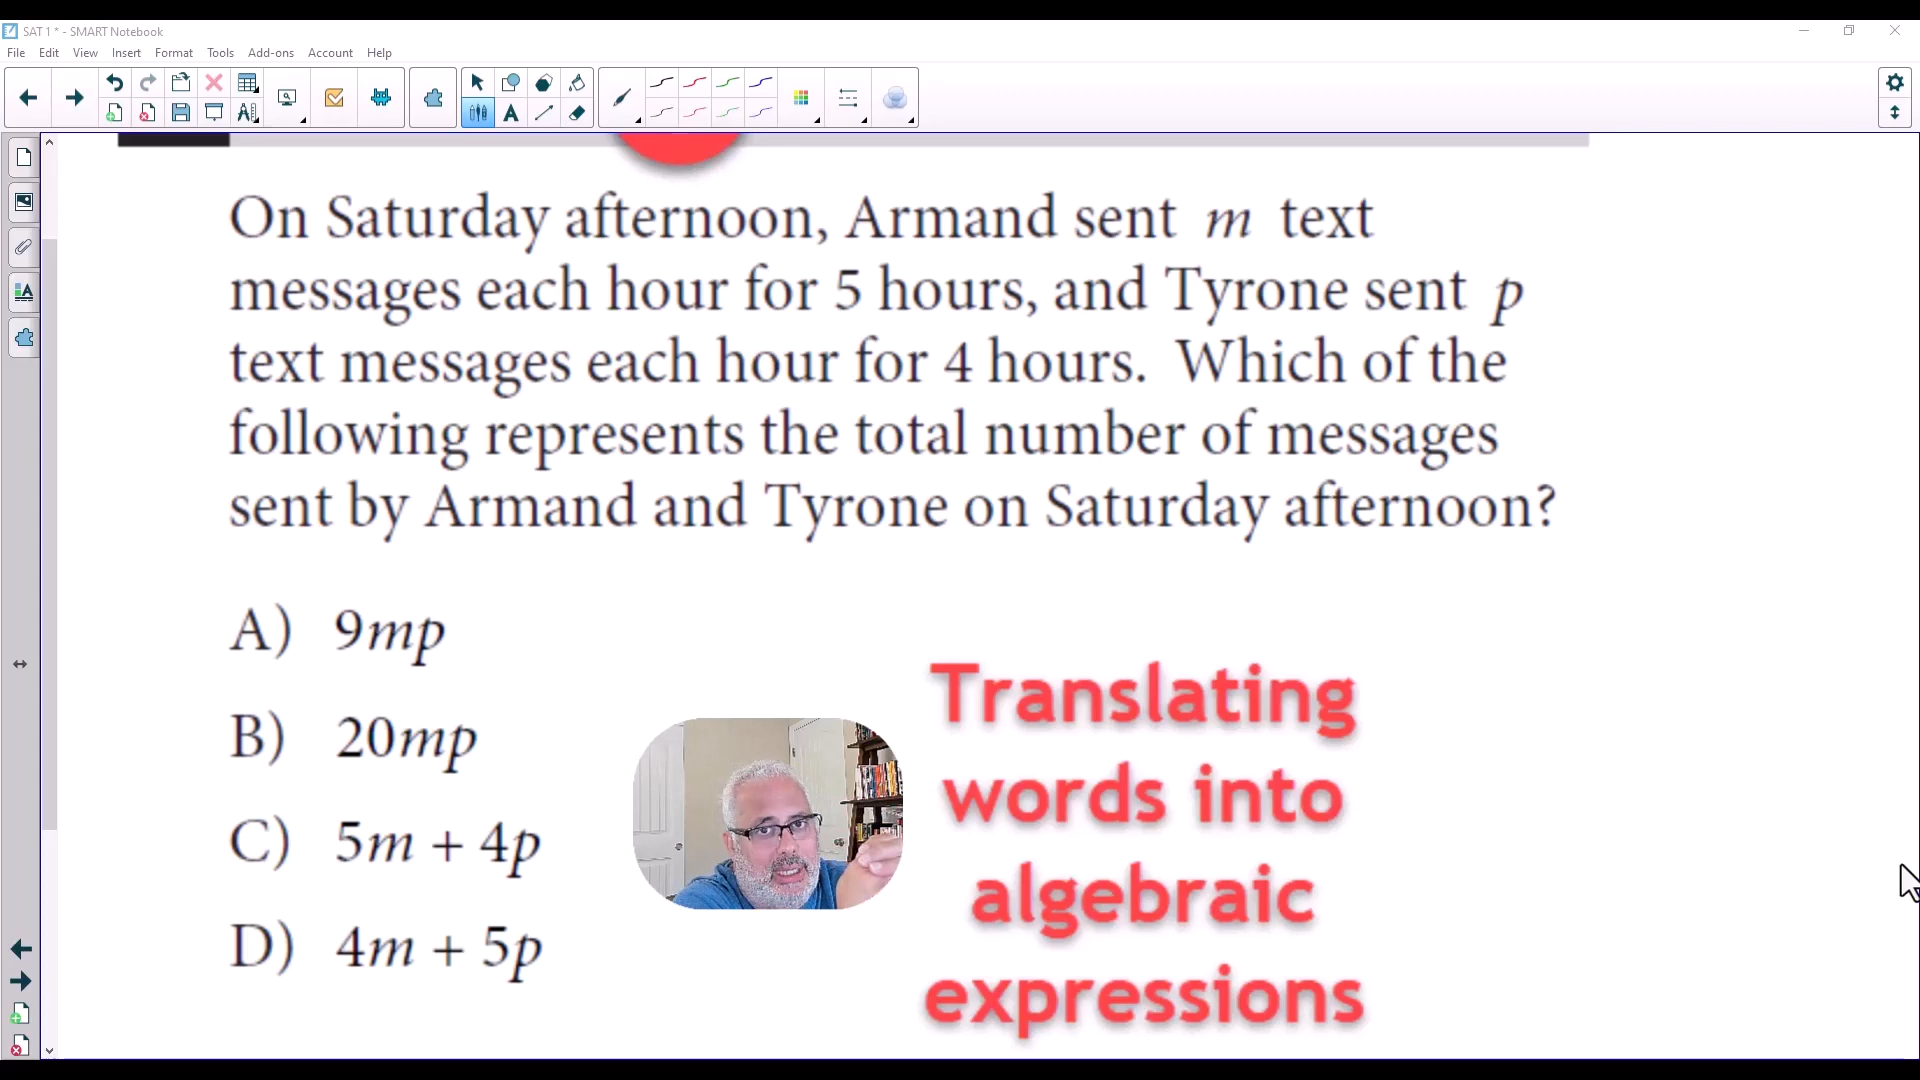 SAT 1 * - SMART Notebook
File Edit View Insert Format Tools Add-ons Account Help
On Saturday afternoon, Armand sent m text
messages each hour for 5 hours, and Tyrone sent p
text messages each hour for 4 hours. Which of the
following represents the total number of messages
sent by Armand and Tyrone on Saturday afternoon?
A) 9mp
B) 20mp
C) 5m + 4p
D) 4m + 5p
Translating
words into
algebraic
expressions